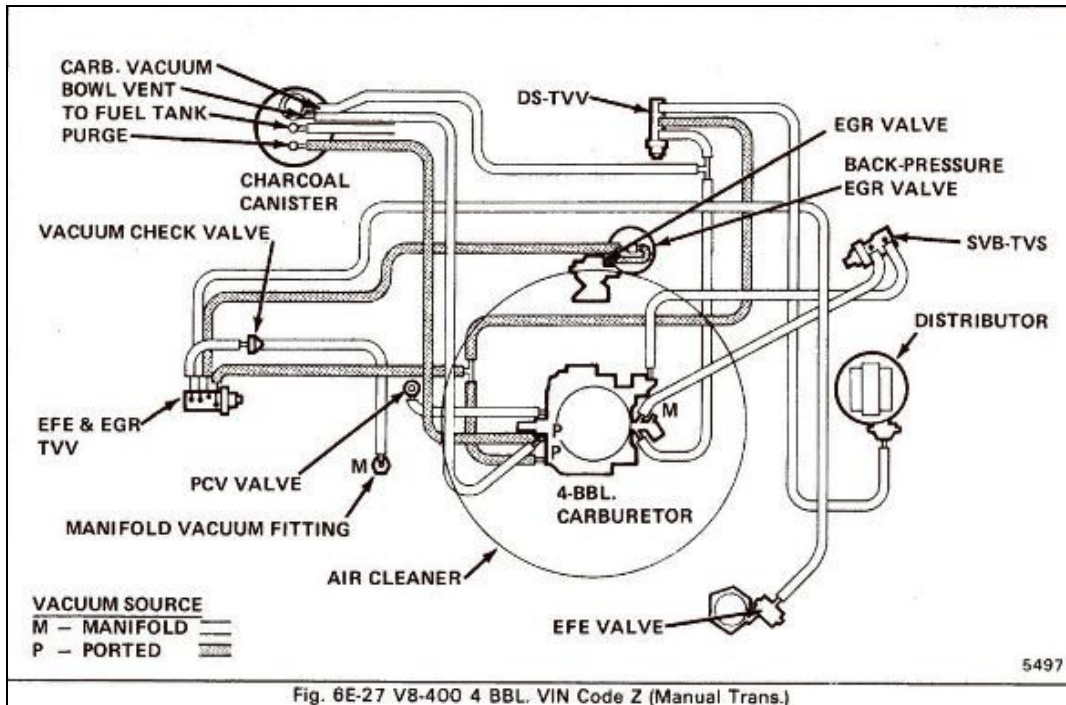 CARB. VACUUM
BOWL VENT
TO FUEL TANK
PURGE
CHARCOAL
CANISTER
VACUUM CHECK VALVE
DS-TVV
EGR VALVE
BACK-PRESSURE
EGR VALVE
SVB-TVS
DISTRIBUTOR
EFE & EGR
TVV
M
PCV VALVE
MANIFOLD VACUUM FITTING
P
P
M
4-BBL.
CARBURETOR
AIR CLEANER
EFE VALVE
VACUUM SOURCE
M – MANIFOLD
P – PORTED
5497
Fig. 6E-27 V8-400 4 BBL. VIN Code Z (Manual Trans.)